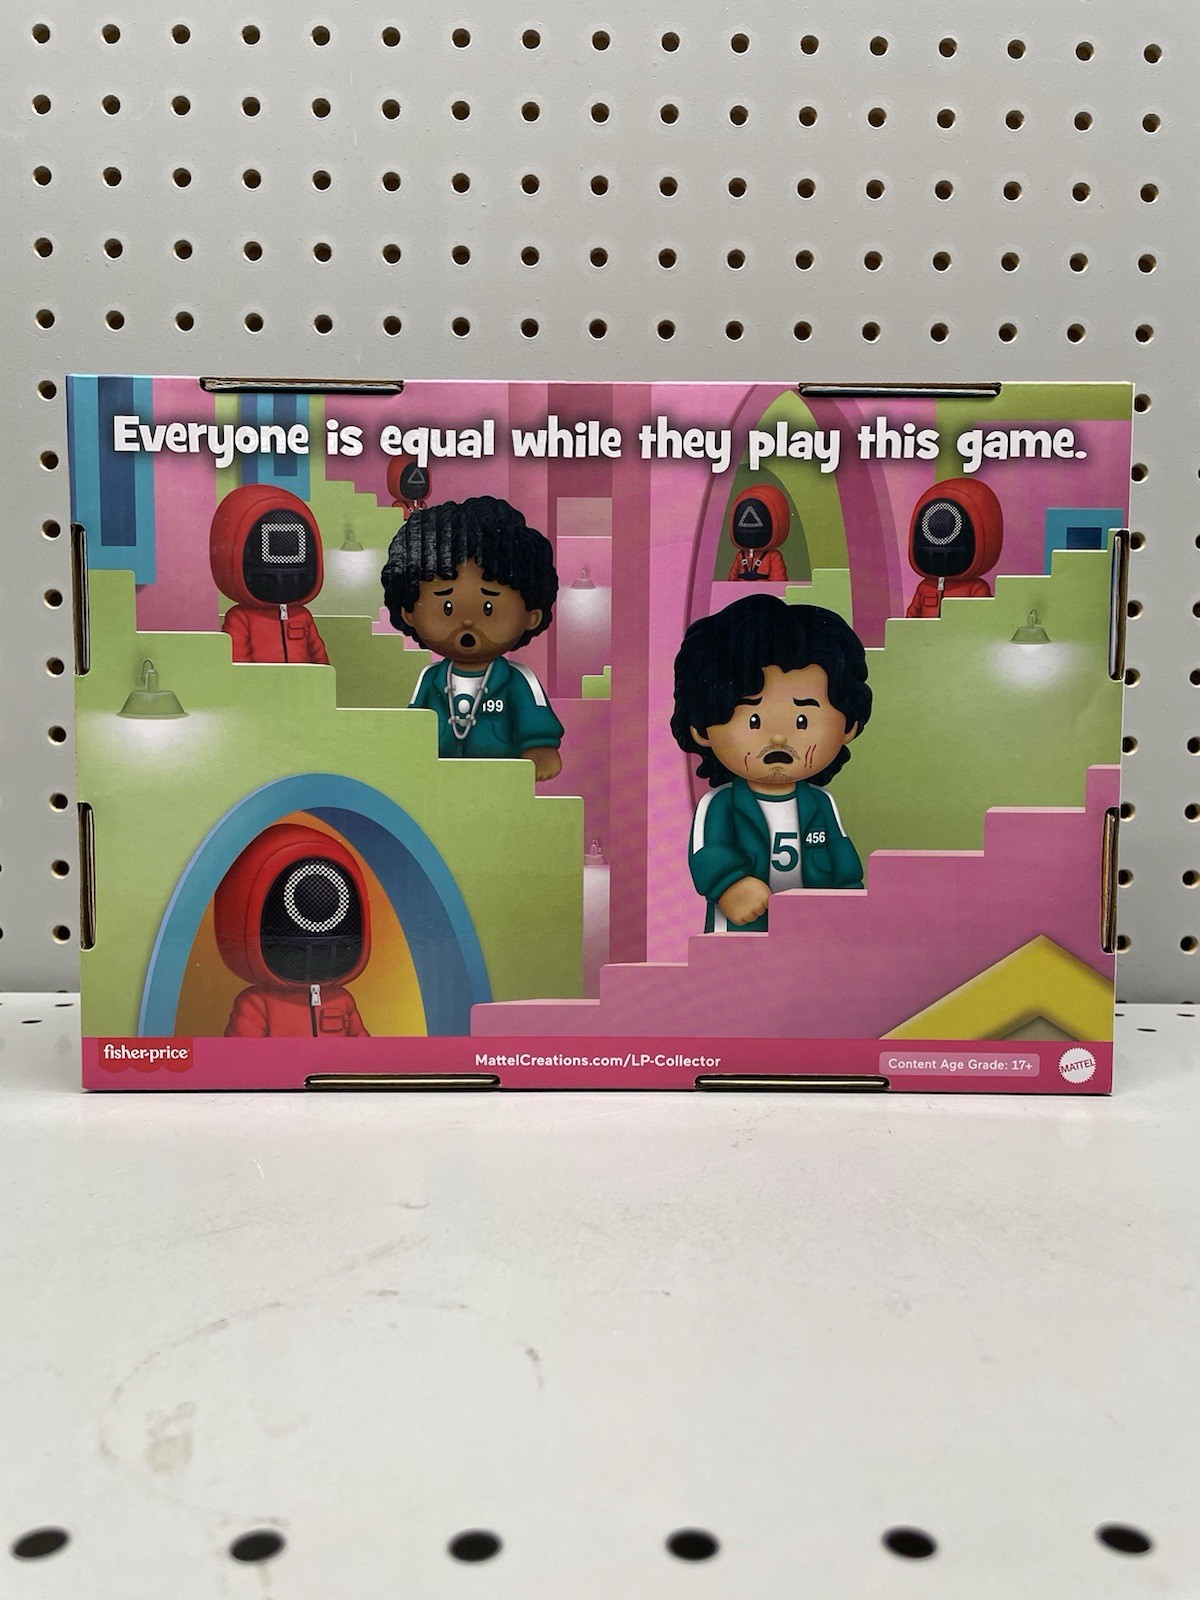 Everyone is equal while they play this game.
199
5
456
fisher-price
MattelCreations.com/LP-Collector
Content Age Grade: 17+
MATTEL